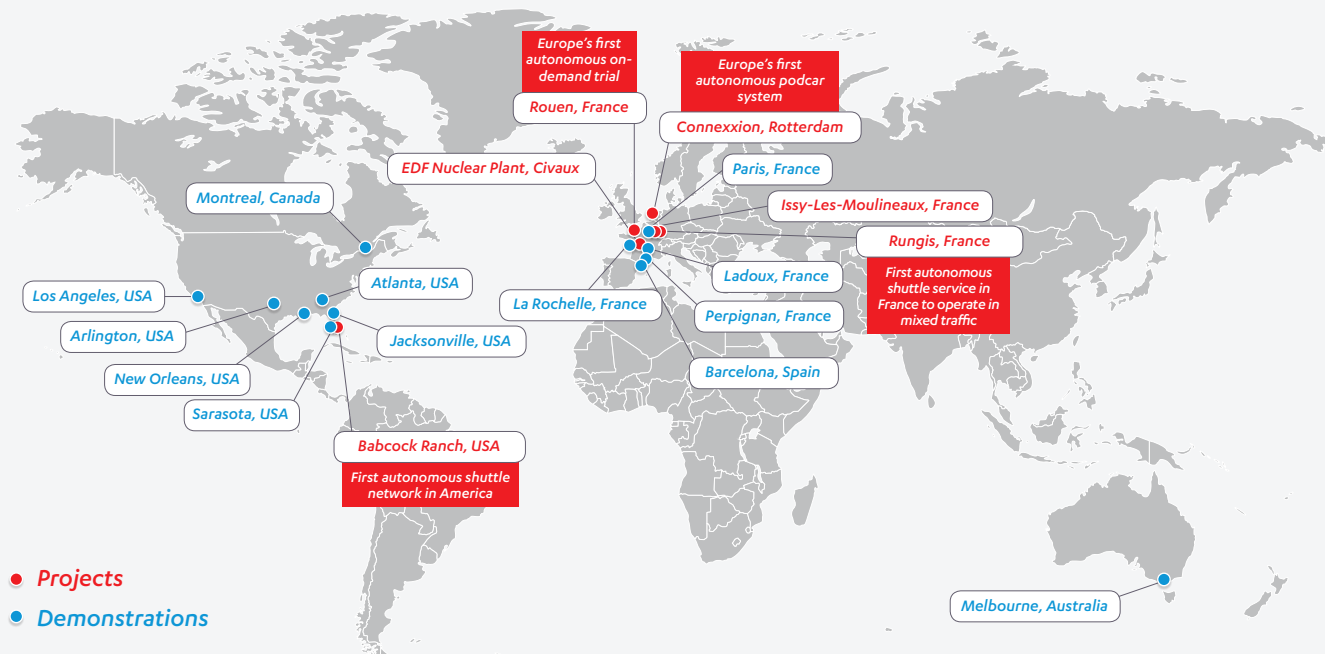 Europe's first
autonomous on-
demand trial
Rouen, France
Europe's first
autonomous podcar
system
Connexxion, Rotterdam
EDF Nuclear Plant, Civaux
Paris, France
Montreal, Canada
Issy-Les-Moulineaux, France
Rungis, France
First autonomous
shuttle service in
France to operate in
mixed traffic
Los Angeles, USA
Atlanta, USA
Ladoux, France
La Rochelle, France
Perpignan, France
Arlington, USA
Jacksonville, USA
New Orleans, USA
Barcelona, Spain
Sarasota, USA
Babcock Ranch, USA
First autonomous shuttle
network in America
Projects
Demonstrations
Melbourne, Australia